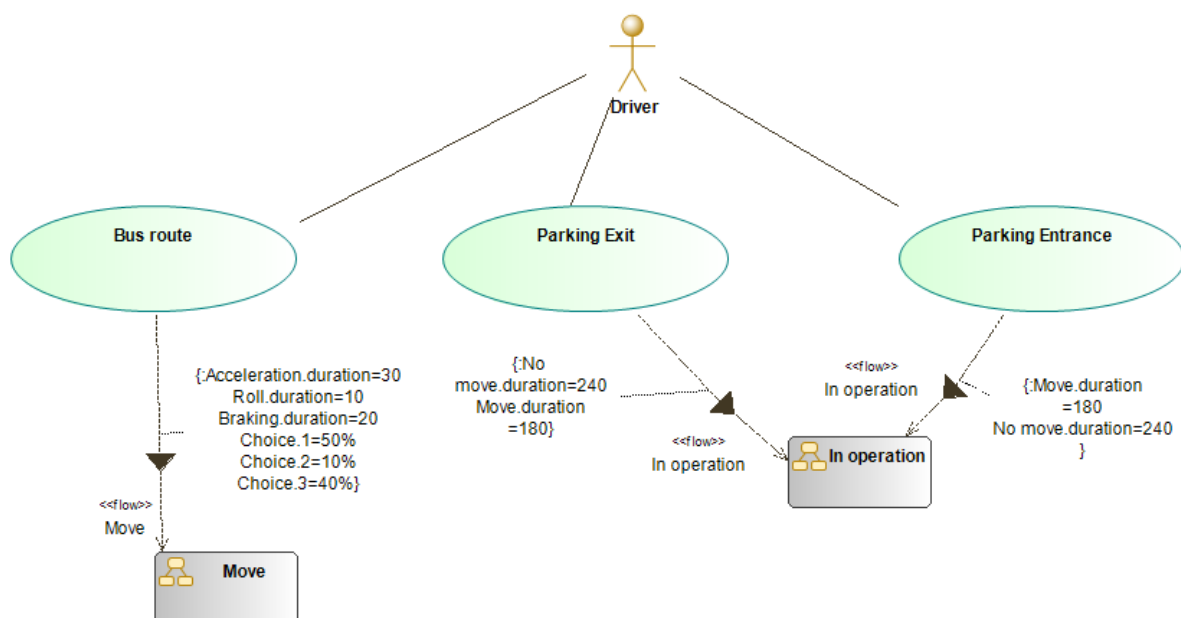 Driver
Bus route
Parking Exit
Parking Entrance
{:Acceleration.duration=30
Roll.duration=10
Braking.duration=20
Choice.1=50%
Choice.2=10%
Choice.3=40%}
<<flow>>
Move
Move
{:No
move.duration=240
Move.duration
=180}
<<flow>>
In operation
<<flow>>
In operation
{:Move.duration
=180
No move.duration=240
}
In operation